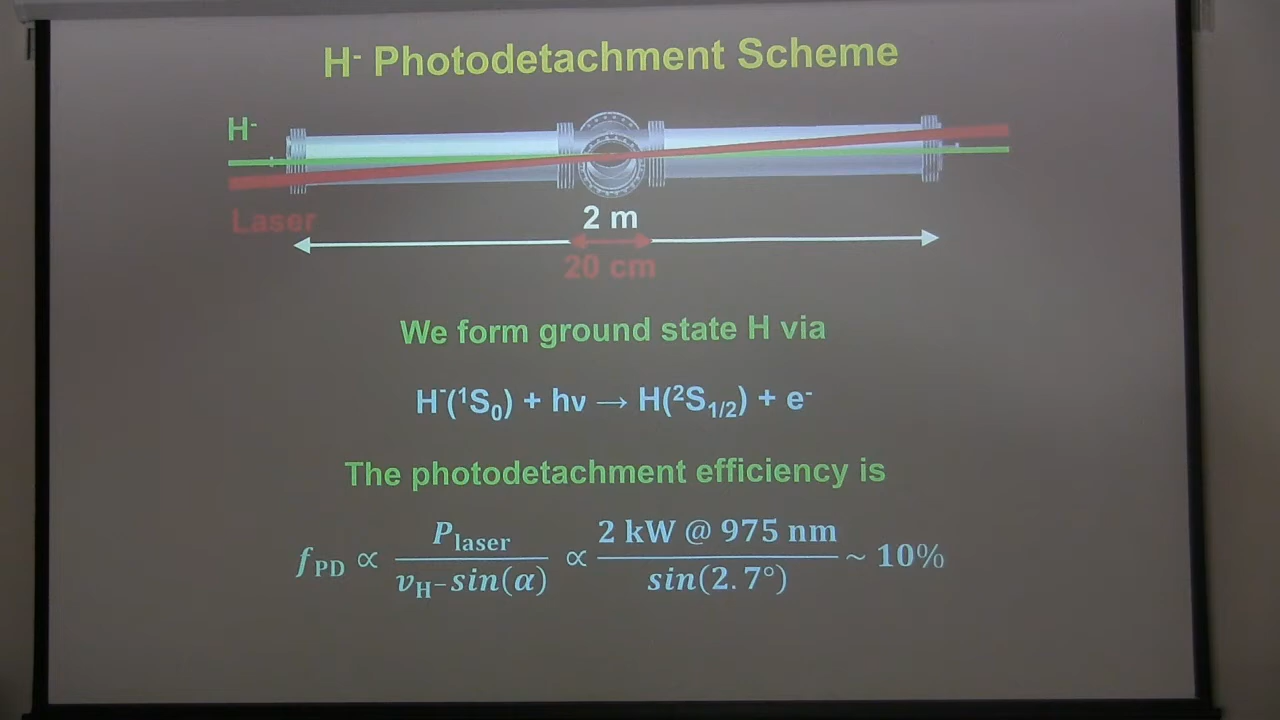 H⁻ Photodetachment Scheme
H⁻
Laser
2 m
20 cm
We form ground state H via
H⁻(¹S₀) + hν → H(²S₁/₂) + e⁻
The photodetachment efficiency is
f_PD ∝ P_laser / v_H⁻ sin(α) ∝ 2 kW @ 975 nm / sin(2.7°) ~ 10%